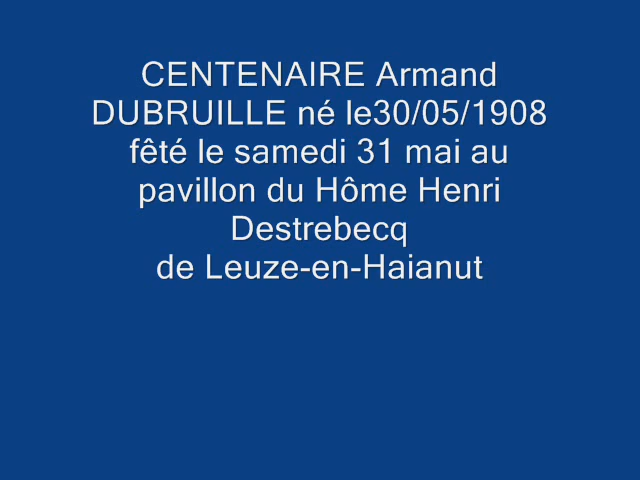 CENTENAIRE Armand
DUBRUILLE né le30/05/1908
fêté le samedi 31 mai au
pavillon du Hôme Henri
Destrebecq
de Leuze-en-Haianut